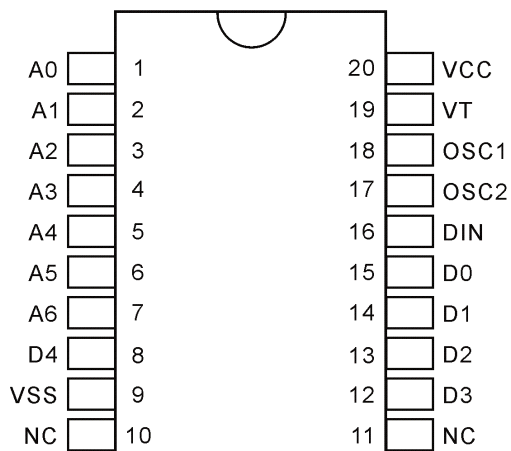 A0 1 20 VCC
A1 2 19 VT
A2 3 18 OSC1
A3 4 17 OSC2
A4 5 16 DIN
A5 6 15 D0
A6 7 14 D1
D4 8 13 D2
VSS 9 12 D3
NC 10 11 NC